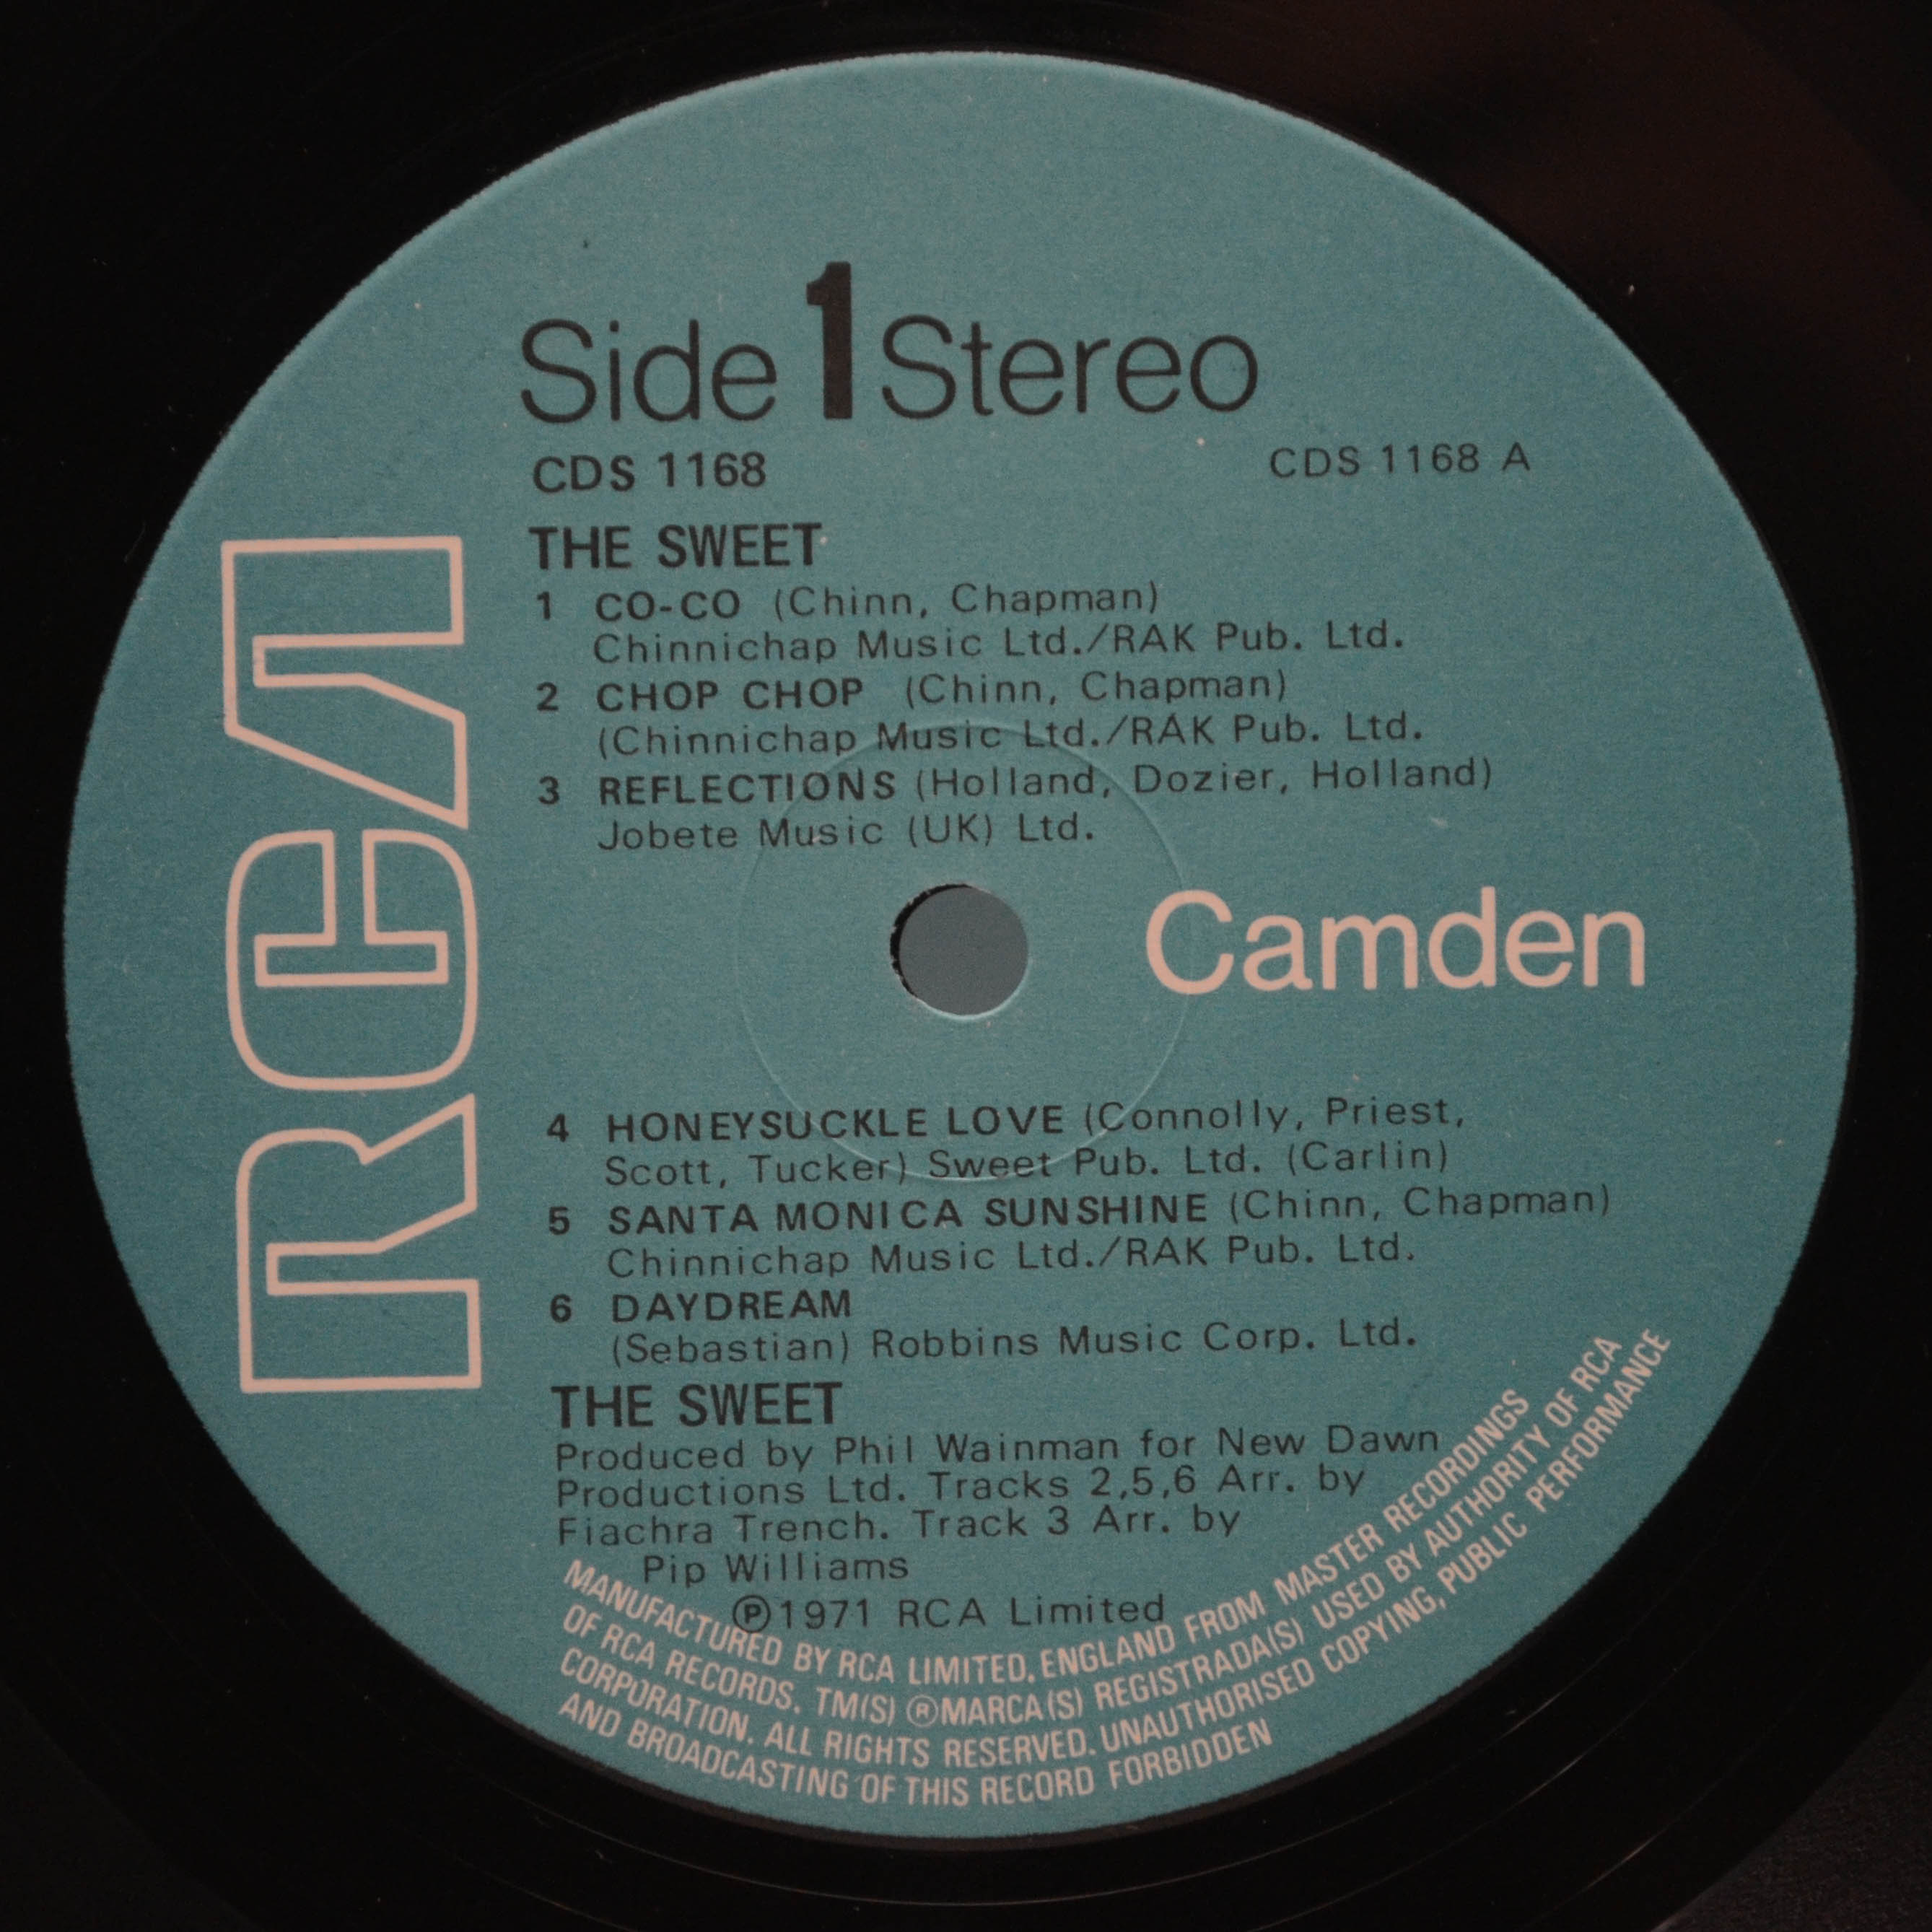 Side 1 Stereo
CDS 1168
CDS 1168 A
THE SWEET
1 CO-CO (Chinn, Chapman)
Chinnichap Music Ltd./RAK Pub. Ltd.
2 CHOP CHOP (Chinn, Chapman)
(Chinnichap Music Ltd./RAK Pub. Ltd.
3 REFLECTIONS (Holland, Dozier, Holland)
Jobete Music (UK) Ltd.
RCA
Camden
4 HONEYSUCKLE LOVE (Connolly, Priest,
Scott, Tucker) Sweet Pub. Ltd. (Carlin)
5 SANTA MONICA SUNSHINE (Chinn, Chapman)
Chinnichap Music Ltd./RAK Pub. Ltd.
6 DAYDREAM
(Sebastian) Robbins Music Corp. Ltd.
THE SWEET
Produced by Phil Wainman for New Dawn
Productions Ltd. Tracks 2,5,6 Arr. by
Fiachra Trench. Track 3 Arr. by
Pip Williams
℗1971 RCA Limited
MANUFACTURED BY RCA LIMITED. ENGLAND FROM MASTER RECORDINGS
OF RCA RECORDS. TM(S) ®MARCA(S) REGISTRADA(S) USED BY AUTHORITY OF RCA
CORPORATION. ALL RIGHTS RESERVED. UNAUTHORISED COPYING, PUBLIC PERFORMANCE
AND BROADCASTING OF THIS RECORD FORBIDDEN